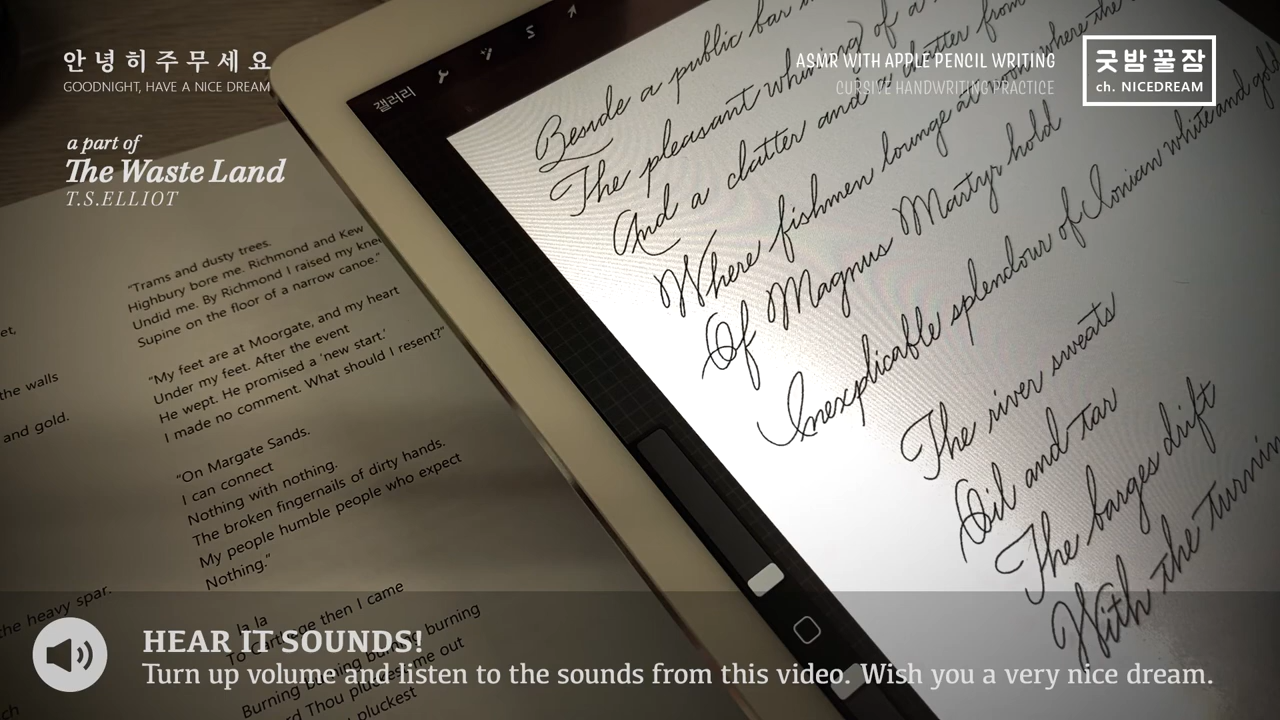 안녕히주무세요
GOODNIGHT, HAVE A NICE DREAM
a part of
The Waste Land
T.S.ELLIOT
ASMR WITH APPLE PENCIL WRITING
CURSIVE HANDWRITING PRACTICE
굿밤꿀잠
ch. NICEDREAM
the walls
and gold.
the heavy spar.
"Trams and dusty trees.
Highbury bore me. Richmond and Kew
Undid me. By Richmond I raised my knee
Supine on the floor of a narrow canoe."
"My feet are at Moorgate, and my heart
Under my feet. After the event
He wept. He promised a 'new start.'
I made no comment. What should I resent?"
"On Margate Sands.
I can connect
Nothing with nothing.
The broken fingernails of dirty hands.
My people humble people who expect
Nothing."
la la
To Carthage then I came
Burning burning burning burning
Thou pluckest me out
pluckest
갤러리
Beside a public bar
The pleasant whining of a
And a clatter and a chatter from
Where fishmen lounge at noon where the
Of Magnus Martyr hold
Inexplicable splendour of Ionian white and gold
The river sweats
Oil and tar
The barges drift
With the turnin
HEAR IT SOUNDS!
Turn up volume and listen to the sounds from this video. Wish you a very nice dream.